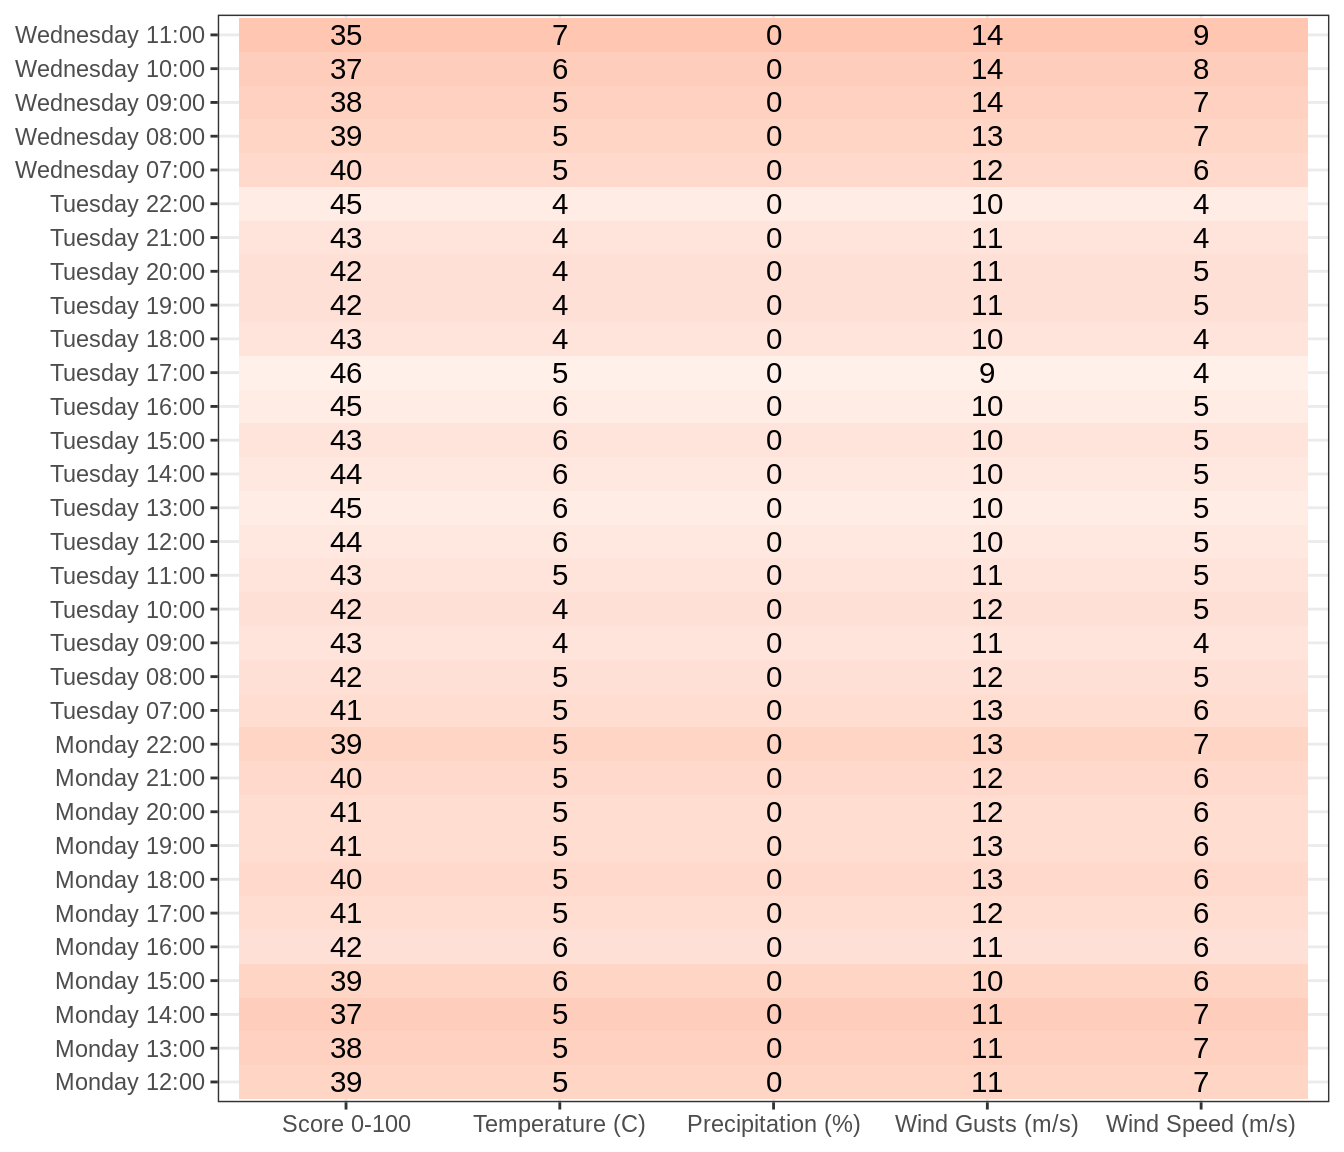 Wednesday 11:00 35 7 0 14 9
Wednesday 10:00 37 6 0 14 8
Wednesday 09:00 38 5 0 14 7
Wednesday 08:00 39 5 0 13 7
Wednesday 07:00 40 5 0 12 6
Tuesday 22:00 45 4 0 10 4
Tuesday 21:00 43 4 0 11 4
Tuesday 20:00 42 4 0 11 5
Tuesday 19:00 42 4 0 11 5
Tuesday 18:00 43 4 0 10 4
Tuesday 17:00 46 5 0 9 4
Tuesday 16:00 45 6 0 10 5
Tuesday 15:00 43 6 0 10 5
Tuesday 14:00 44 6 0 10 5
Tuesday 13:00 45 6 0 10 5
Tuesday 12:00 44 6 0 10 5
Tuesday 11:00 43 5 0 11 5
Tuesday 10:00 42 4 0 12 5
Tuesday 09:00 43 4 0 11 4
Tuesday 08:00 42 5 0 12 5
Tuesday 07:00 41 5 0 13 6
Monday 22:00 39 5 0 13 7
Monday 21:00 40 5 0 12 6
Monday 20:00 41 5 0 12 6
Monday 19:00 41 5 0 13 6
Monday 18:00 40 5 0 13 6
Monday 17:00 41 5 0 12 6
Monday 16:00 42 6 0 11 6
Monday 15:00 39 6 0 10 6
Monday 14:00 37 5 0 11 7
Monday 13:00 38 5 0 11 7
Monday 12:00 39 5 0 11 7
Score 0-100 Temperature (C) Precipitation (%) Wind Gusts (m/s) Wind Speed (m/s)